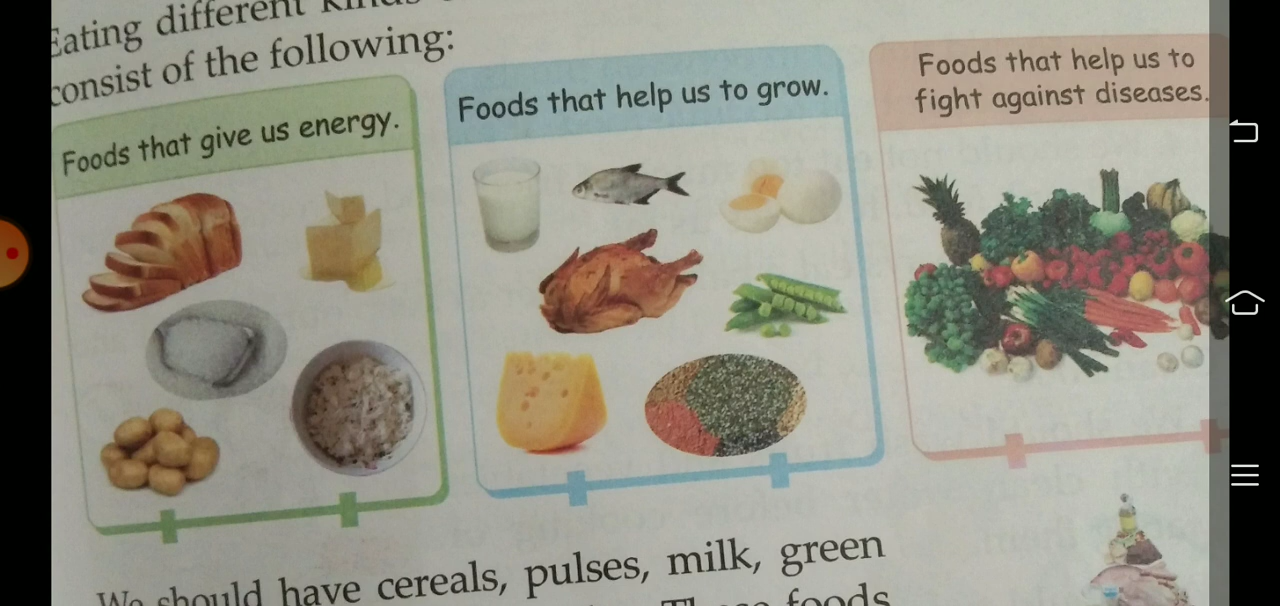 Eating different kinds
consist of the following:
Foods that give us energy.
Foods that help us to grow.
Foods that help us to
fight against diseases.
We should have cereals, pulses, milk, green
foods